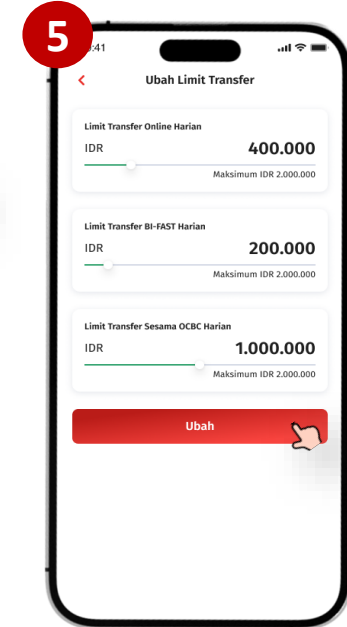 5
:41
Ubah Limit Transfer
Limit Transfer Online Harian
IDR 400.000
Maksimum IDR 2.000.000
Limit Transfer BI-FAST Harian
IDR 200.000
Maksimum IDR 2.000.000
Limit Transfer Sesama OCBC Harian
IDR 1.000.000
Maksimum IDR 2.000.000
Ubah